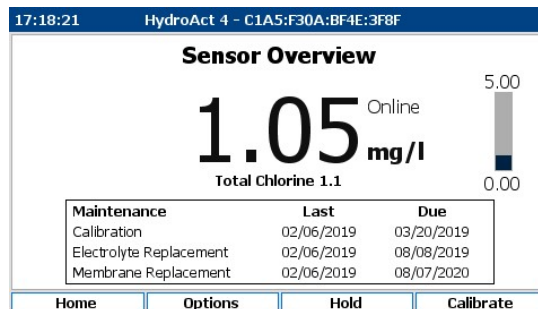 17:18:21 HydroAct 4 - C1A5:F30A:BF4E:3F8F
Sensor Overview
5.00
Online
1.05 mg/l
Total Chlorine 1.1
0.00
Maintenance Last Due
Calibration 02/06/2019 03/20/2019
Electrolyte Replacement 02/06/2019 08/08/2019
Membrane Replacement 02/06/2019 08/07/2020
Home Options Hold Calibrate